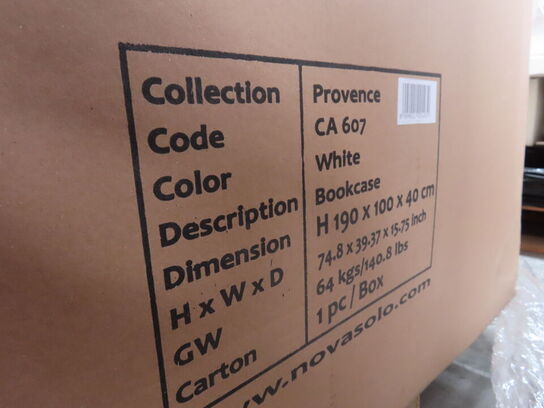 Collection Provence
Code CA 607
Color White
Description Bookcase
Dimension H 190 x 100 x 40 cm
H x W x D 74.8 x 39.37 x 15.75 Inch
GW 64 kgs/140.8 lbs
Carton 1 pc / Box
w.novasolo.com